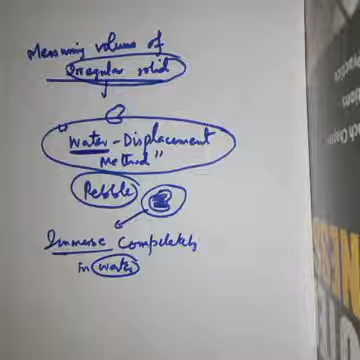 Measuring volume of
Irregular solid
"Water-Displacement
Method"
Pebble
Immerse Completely
in water